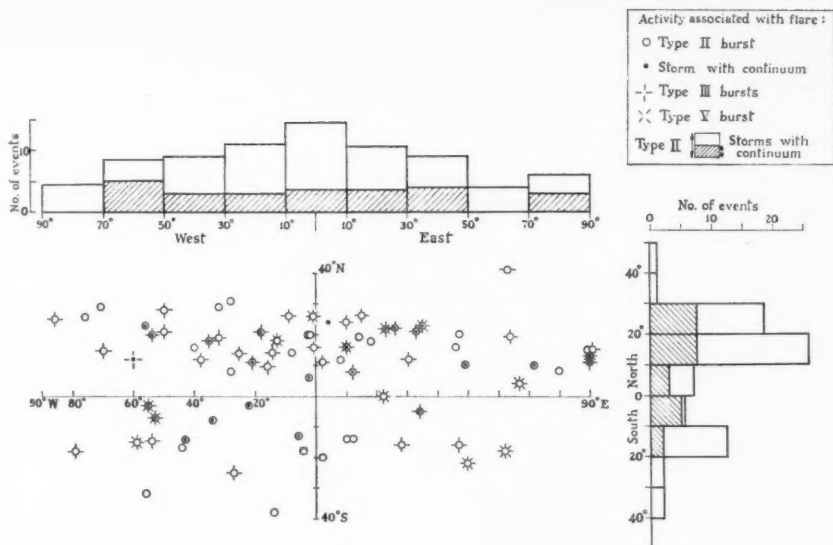 Activity associated with flare :
Type II burst
Storm with continuum
Type III bursts
Type V burst
Type II
Storms with continuum
No. of events
10
0
90° 70° 50° 30° 10° 10° 30° 50° 70° 90°
West East
No. of events
0 10 20
40°
20°
North
0
South
20°
40°
40°N
90°W 80° 60° 40° 20° 90°E
40°S